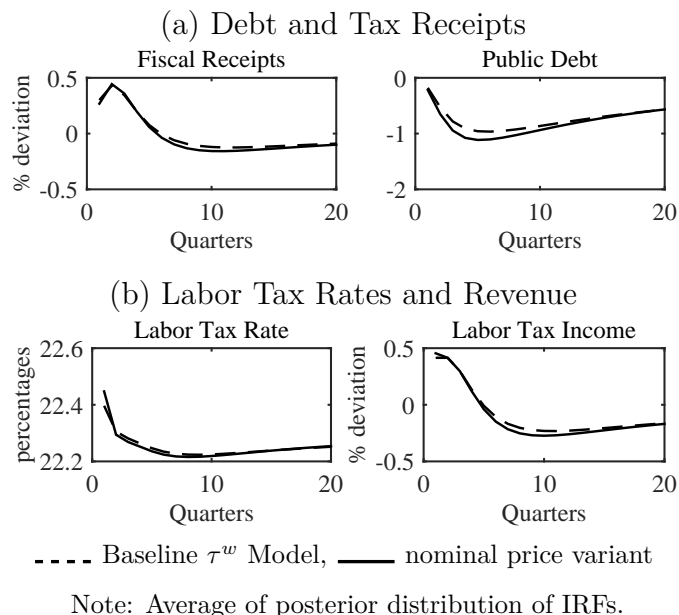 (a) Debt and Tax Receipts
Fiscal Receipts
Public Debt
% deviation
0.5
0
-0.5
0
10
20
Quarters
0
-1
-2
0
10
20
Quarters
(b) Labor Tax Rates and Revenue
Labor Tax Rate
Labor Tax Income
percentages
22.6
22.4
22.2
0
10
20
Quarters
% deviation
0.5
0
-0.5
0
10
20
Quarters
Baseline τ^w Model, nominal price variant
Note: Average of posterior distribution of IRFs.